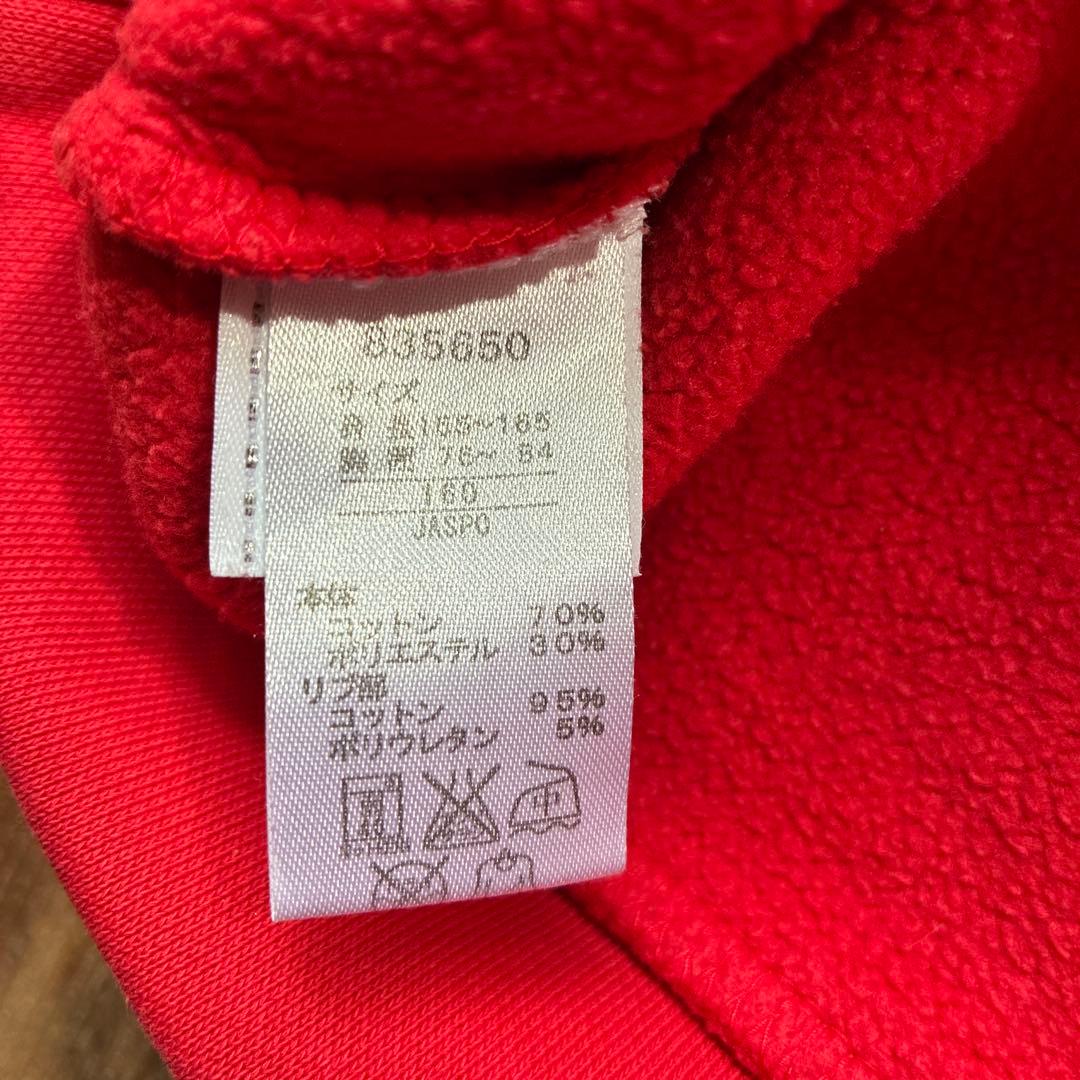 835650
サイズ
身長155〜165
胸囲 76〜 84
160
JASPO
本体
コットン 70%
ポリエステル 30%
リブ部
コットン 95%
ポリウレタン 5%
中